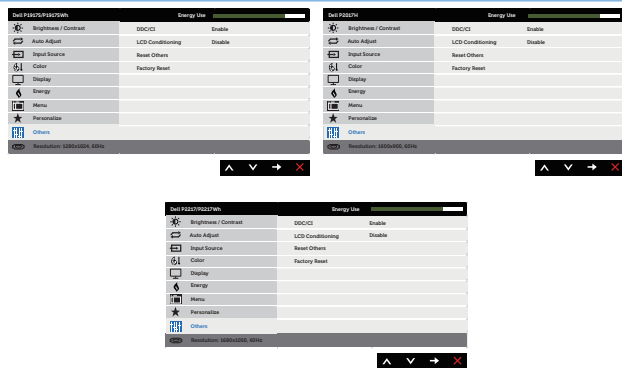 Dell P1917S/P1917SWh Energy Use
Brightness / Contrast DDC/CI Enable
Auto Adjust LCD Conditioning Disable
Input Source Reset Others
Color Factory Reset
Display
Energy
Menu
Personalize
Others
Resolution: 1280x1024, 60Hz
Dell P2017H Energy Use
Brightness / Contrast DDC/CI Enable
Auto Adjust LCD Conditioning Disable
Input Source Reset Others
Color Factory Reset
Display
Energy
Menu
Personalize
Others
Resolution: 1600x900, 60Hz
Dell P2217/P2217Wh Energy Use
Brightness / Contrast DDC/CI Enable
Auto Adjust LCD Conditioning Disable
Input Source Reset Others
Color Factory Reset
Display
Energy
Menu
Personalize
Others
Resolution: 1680x1050, 60Hz